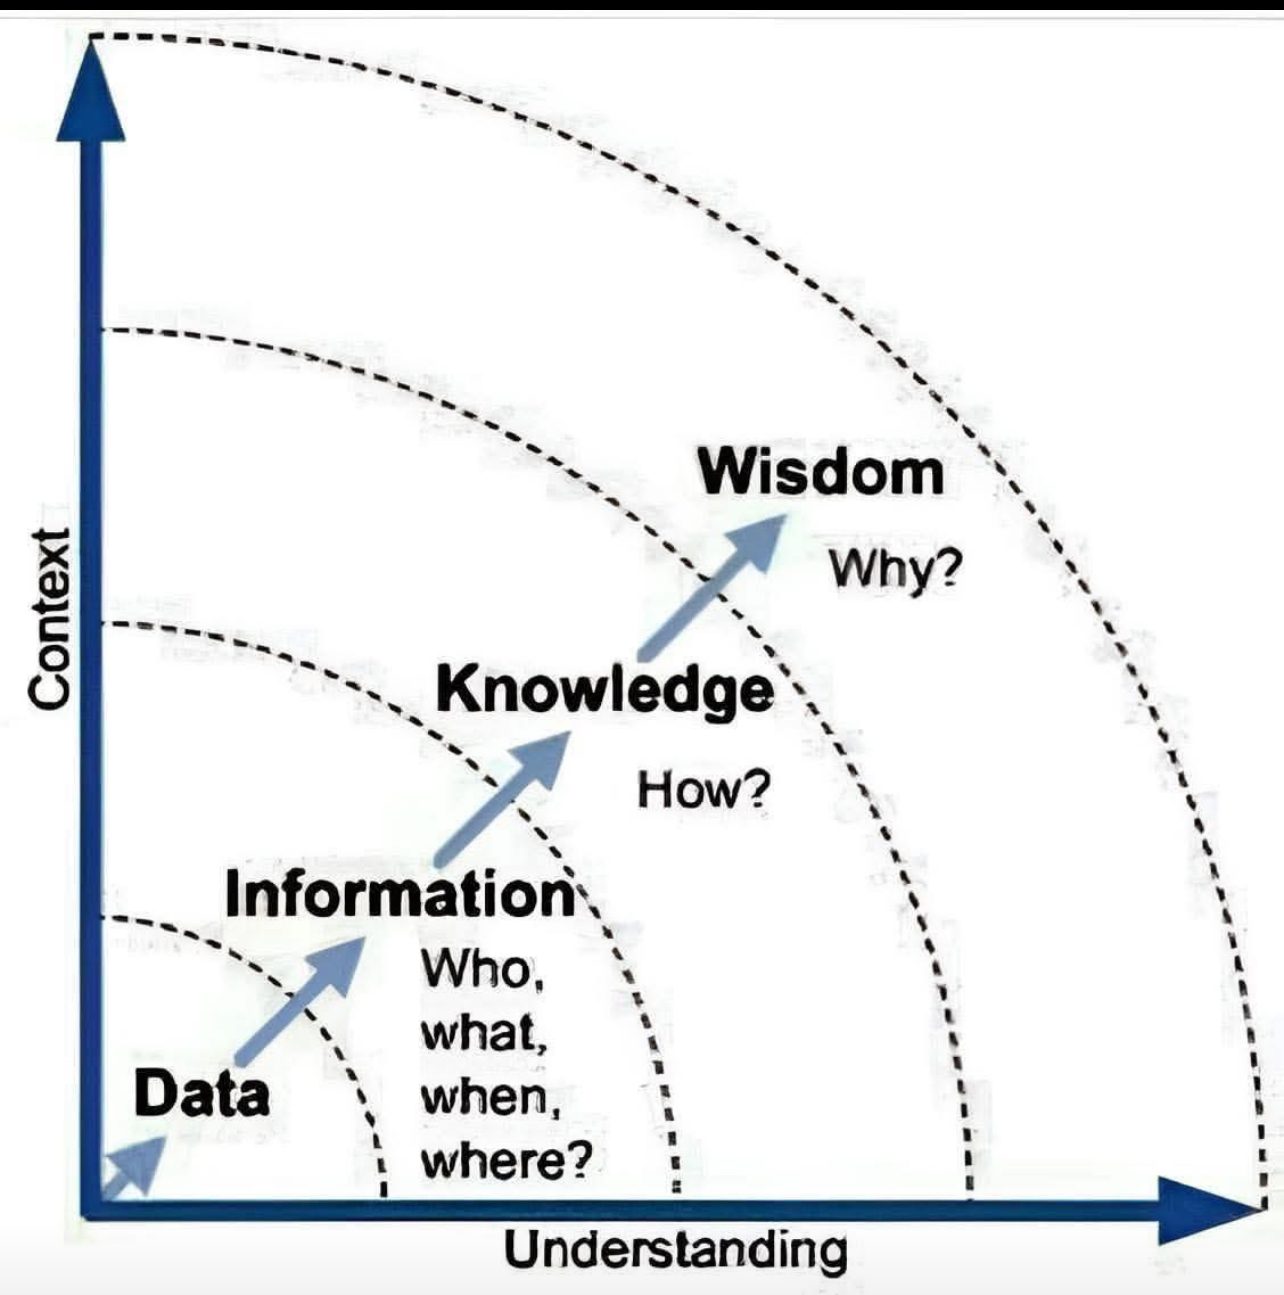 Wisdom
Why?
Context
Knowledge
How?
Information
Who,
what,
when,
where?
Data
Understanding